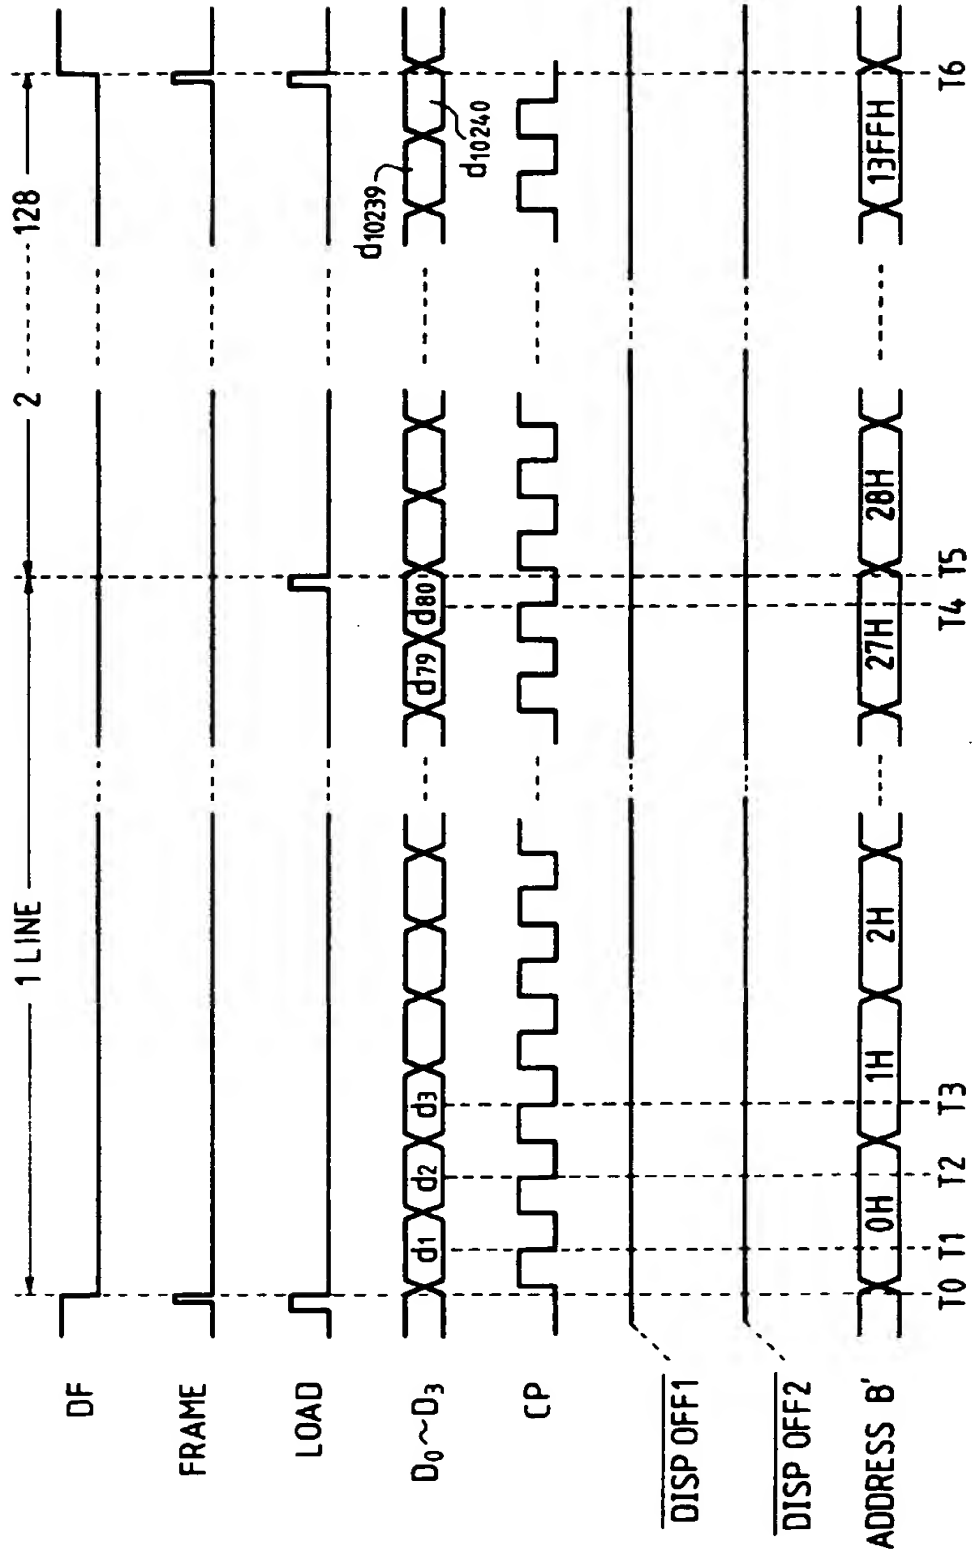 1 LINE 2 128
DF
FRAME
LOAD
D0~D3 d79 d80 d10239 d10240
d1 d2 d3
CP
DISP OFF1
DISP OFF2
ADDRESS B' 0H 1H 2H 27H 28H 13FFH
T0 T1 T2 T3 T4 T5 T6